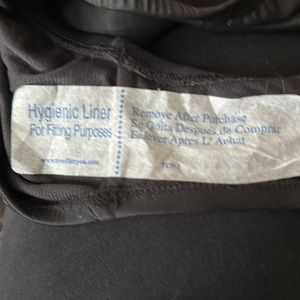 Hygienic Liner
For Fitting Purposes
Remove After Purchase
Se Quita Despues de Comprar
Enlever Apres L' Achat